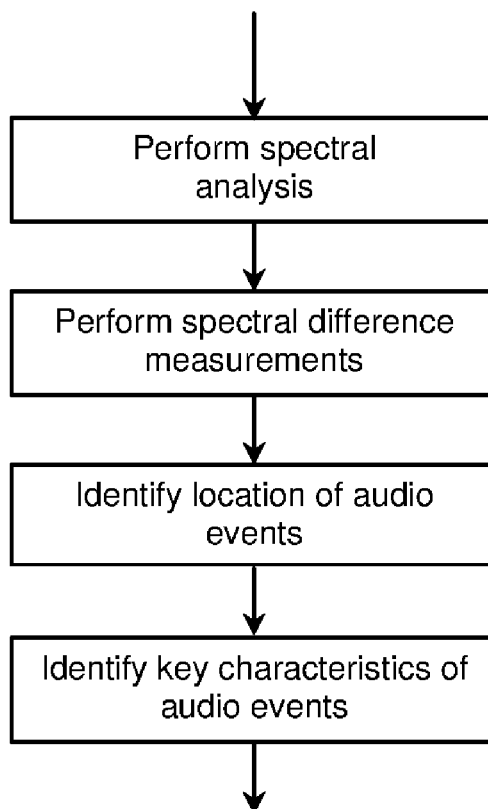 Perform spectral
analysis
Perform spectral difference
measurements
Identify location of audio
events
Identify key characteristics of
audio events